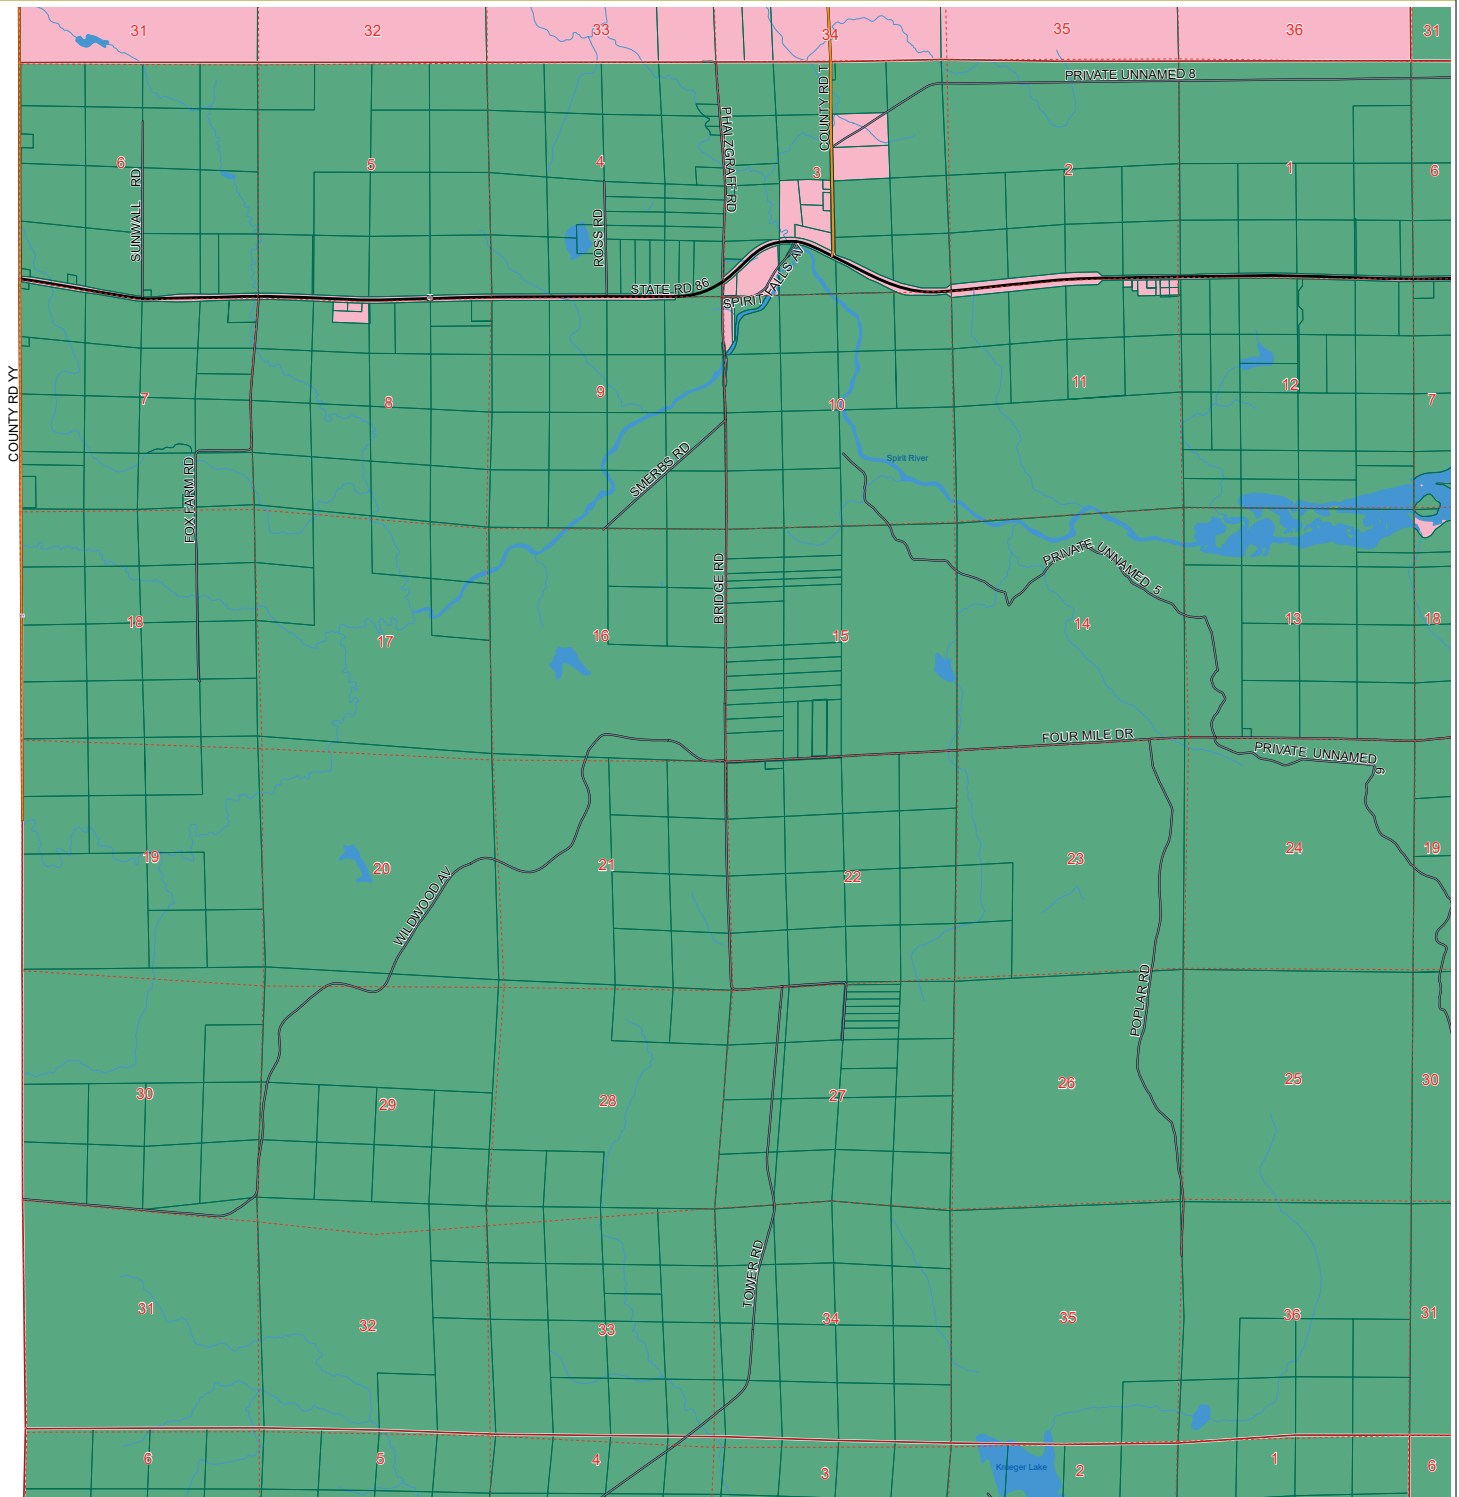 31 32 33 34 35 36 31
PRIVATE UNNAMED 8
COUNTY RD T
PHALZGRAFF RD
6 5 4 3 2 1 6
SUNWALL RD
ROSS RD
STATE RD 86
SPIRIT FALLS AV
COUNTY RD YY
7 8 9 10 11 12 7
SMERBS RD
Spirit River
FOX FARM RD
BRIDGE RD
PRIVATE UNNAMED 5
18 17 16 15 14 13 18
FOUR MILE DR
PRIVATE UNNAMED 9
19 20 21 22 23 24 19
WILDWOOD AV
POPLAR RD
30 29 28 27 26 25 30
TOWER RD
31 32 33 34 35 36 31
6 5 4 3 2 1 6
Krueger Lake